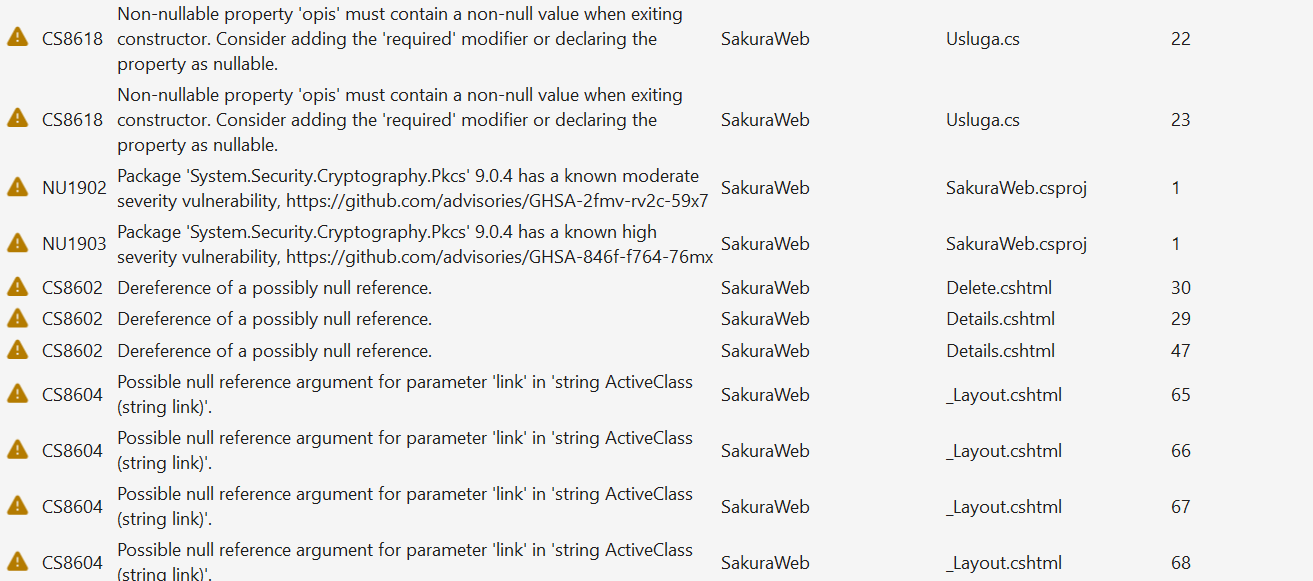 Non-nullable property 'opis' must contain a non-null value when exiting
CS8618 constructor. Consider adding the 'required' modifier or declaring the SakuraWeb Usluga.cs 22
property as nullable.
Non-nullable property 'opis' must contain a non-null value when exiting
CS8618 constructor. Consider adding the 'required' modifier or declaring the SakuraWeb Usluga.cs 23
property as nullable.
Package 'System.Security.Cryptography.Pkcs' 9.0.4 has a known moderate
NU1902 severity vulnerability, https://github.com/advisories/GHSA-2fmv-rv2c-59x7 SakuraWeb SakuraWeb.csproj 1
Package 'System.Security.Cryptography.Pkcs' 9.0.4 has a known high
NU1903 severity vulnerability, https://github.com/advisories/GHSA-846f-f764-76mx SakuraWeb SakuraWeb.csproj 1
CS8602 Dereference of a possibly null reference. SakuraWeb Delete.cshtml 30
CS8602 Dereference of a possibly null reference. SakuraWeb Details.cshtml 29
CS8602 Dereference of a possibly null reference. SakuraWeb Details.cshtml 47
Possible null reference argument for parameter 'link' in 'string ActiveClass
CS8604 (string link)'. SakuraWeb _Layout.cshtml 65
Possible null reference argument for parameter 'link' in 'string ActiveClass
CS8604 (string link)'. SakuraWeb _Layout.cshtml 66
Possible null reference argument for parameter 'link' in 'string ActiveClass
CS8604 (string link)'. SakuraWeb _Layout.cshtml 67
Possible null reference argument for parameter 'link' in 'string ActiveClass
CS8604 (string link)'. SakuraWeb _Layout.cshtml 68